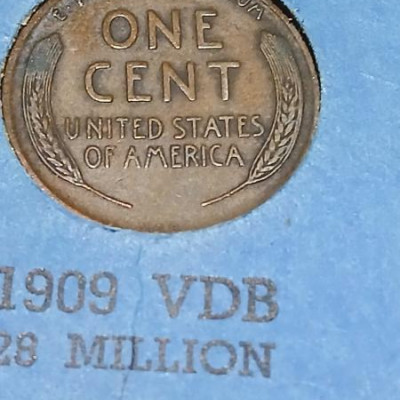 ONE
CENT
UNITED STATES
OF AMERICA
1909 VDB
28 MILLION